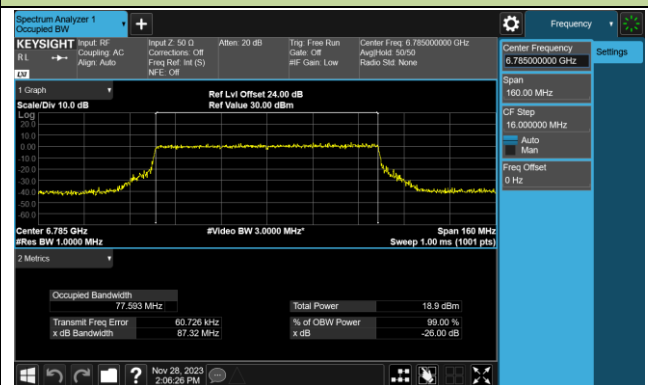 Spectrum Analyzer 1
Occupied BW
Frequency
KEYSIGHT
Input: RF
Coupling: AC
Align: Auto
Input Z: 50 Ω
Corrections: Off
Freq Ref: Int (S)
NFE: Off
Atten: 20 dB
Trig: Free Run
Gate: Off
#IF Gain: Low
Center Freq: 6.785000000 GHz
Avg|Hold: 50/50
Radio Std: None
RL
LXI
Center Frequency
6.785000000 GHz
Settings
Span
160.00 MHz
CF Step
16.000000 MHz
Auto
Man
Freq Offset
0 Hz
1 Graph
Scale/Div 10.0 dB
Ref Lvl Offset 24.00 dB
Ref Value 30.00 dBm
Log
20.0
10.0
0.00
-10.0
-20.0
-30.0
-40.0
-50.0
-60.0
Center 6.785 GHz
#Video BW 3.0000 MHz*
Span 160 MHz
#Res BW 1.0000 MHz
Sweep 1.00 ms (1001 pts)
2 Metrics
Occupied Bandwidth
77.593 MHz
Total Power 18.9 dBm
Transmit Freq Error 60.726 kHz
% of OBW Power 99.00 %
x dB Bandwidth 87.32 MHz
x dB -26.00 dB
?
Nov 28, 2023
2:06:26 PM